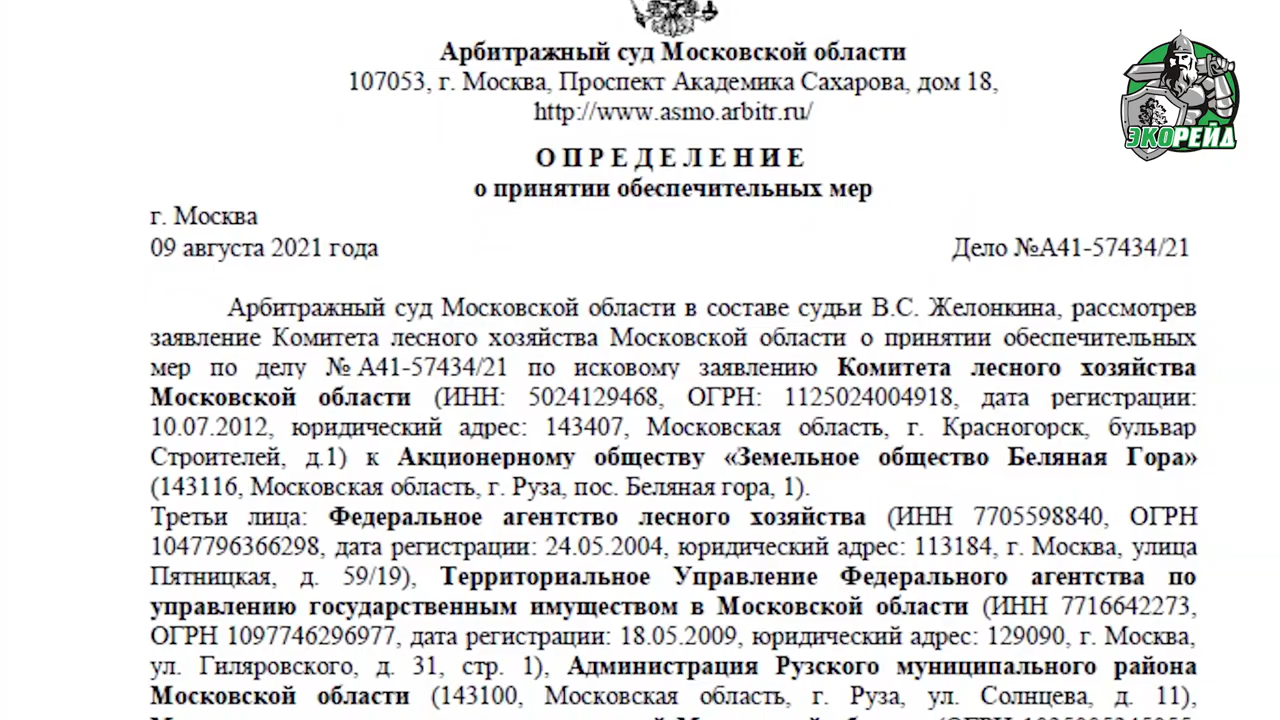 Арбитражный суд Московской области
107053, г. Москва, Проспект Академика Сахарова, дом 18,
http://www.asmo.arbitr.ru/
О П Р Е Д Е Л Е Н И Е
о принятии обеспечительных мер
г. Москва
09 августа 2021 года Дело №А41-57434/21
Арбитражный суд Московской области в составе судьи В.С. Желонкина, рассмотрев
заявление Комитета лесного хозяйства Московской области о принятии обеспечительных
мер по делу №А41-57434/21 по исковому заявлению Комитета лесного хозяйства
Московской области (ИНН: 5024129468, ОГРН: 1125024004918, дата регистрации:
10.07.2012, юридический адрес: 143407, Московская область, г. Красногорск, бульвар
Строителей, д.1) к Акционерному обществу «Земельное общество Беляная Гора»
(143116, Московская область, г. Руза, пос. Беляная гора, 1).
Третьи лица: Федеральное агентство лесного хозяйства (ИНН 7705598840, ОГРН
1047796366298, дата регистрации: 24.05.2004, юридический адрес: 113184, г. Москва, улица
Пятницкая, д. 59/19), Территориальное Управление Федерального агентства по
управлению государственным имуществом в Московской области (ИНН 7716642273,
ОГРН 1097746296977, дата регистрации: 18.05.2009, юридический адрес: 129090, г. Москва,
ул. Гиляровского, д. 31, стр. 1), Администрация Рузского муниципального района
Московской области (143100, Московская область, г. Руза, ул. Солнцева, д. 11),
ЭКОРЕЙД